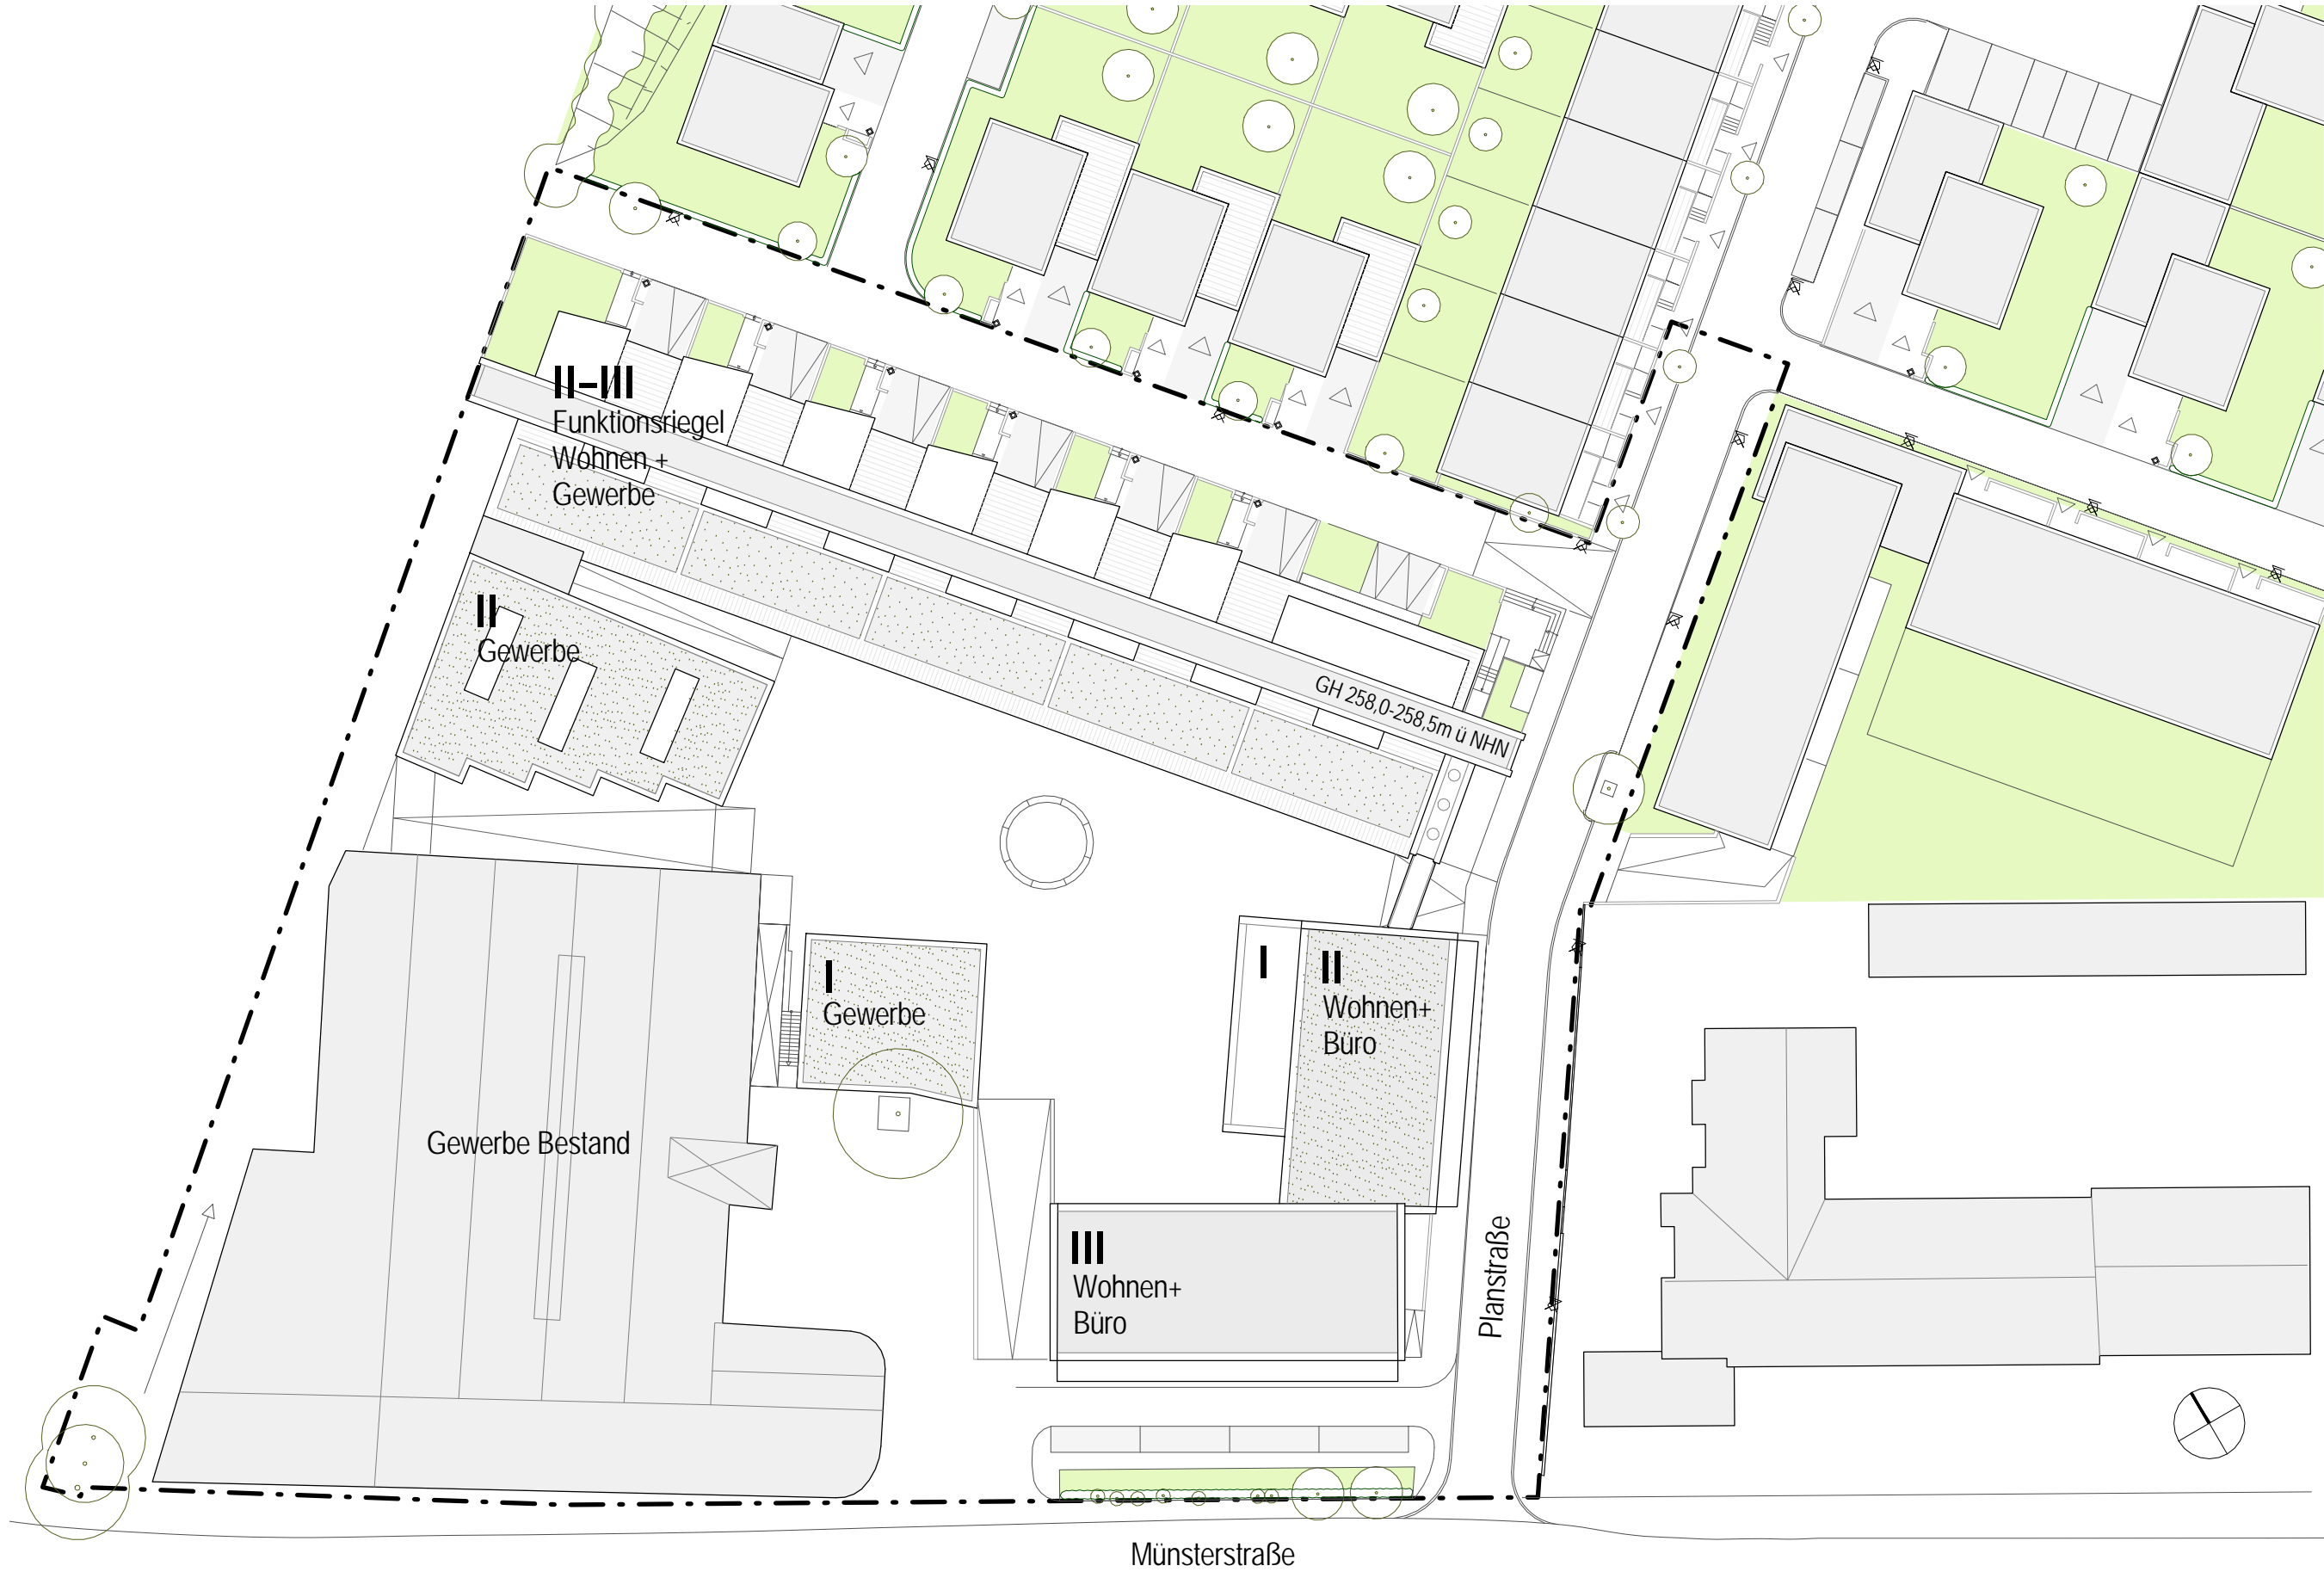 II–III
Funktionsriegel
Wohnen +
Gewerbe
II
Gewerbe
GH 258,0-258,5m ü NHN
I
Gewerbe
I
II
Wohnen+
Büro
Gewerbe Bestand
III
Wohnen+
Büro
Planstraße
Münsterstraße